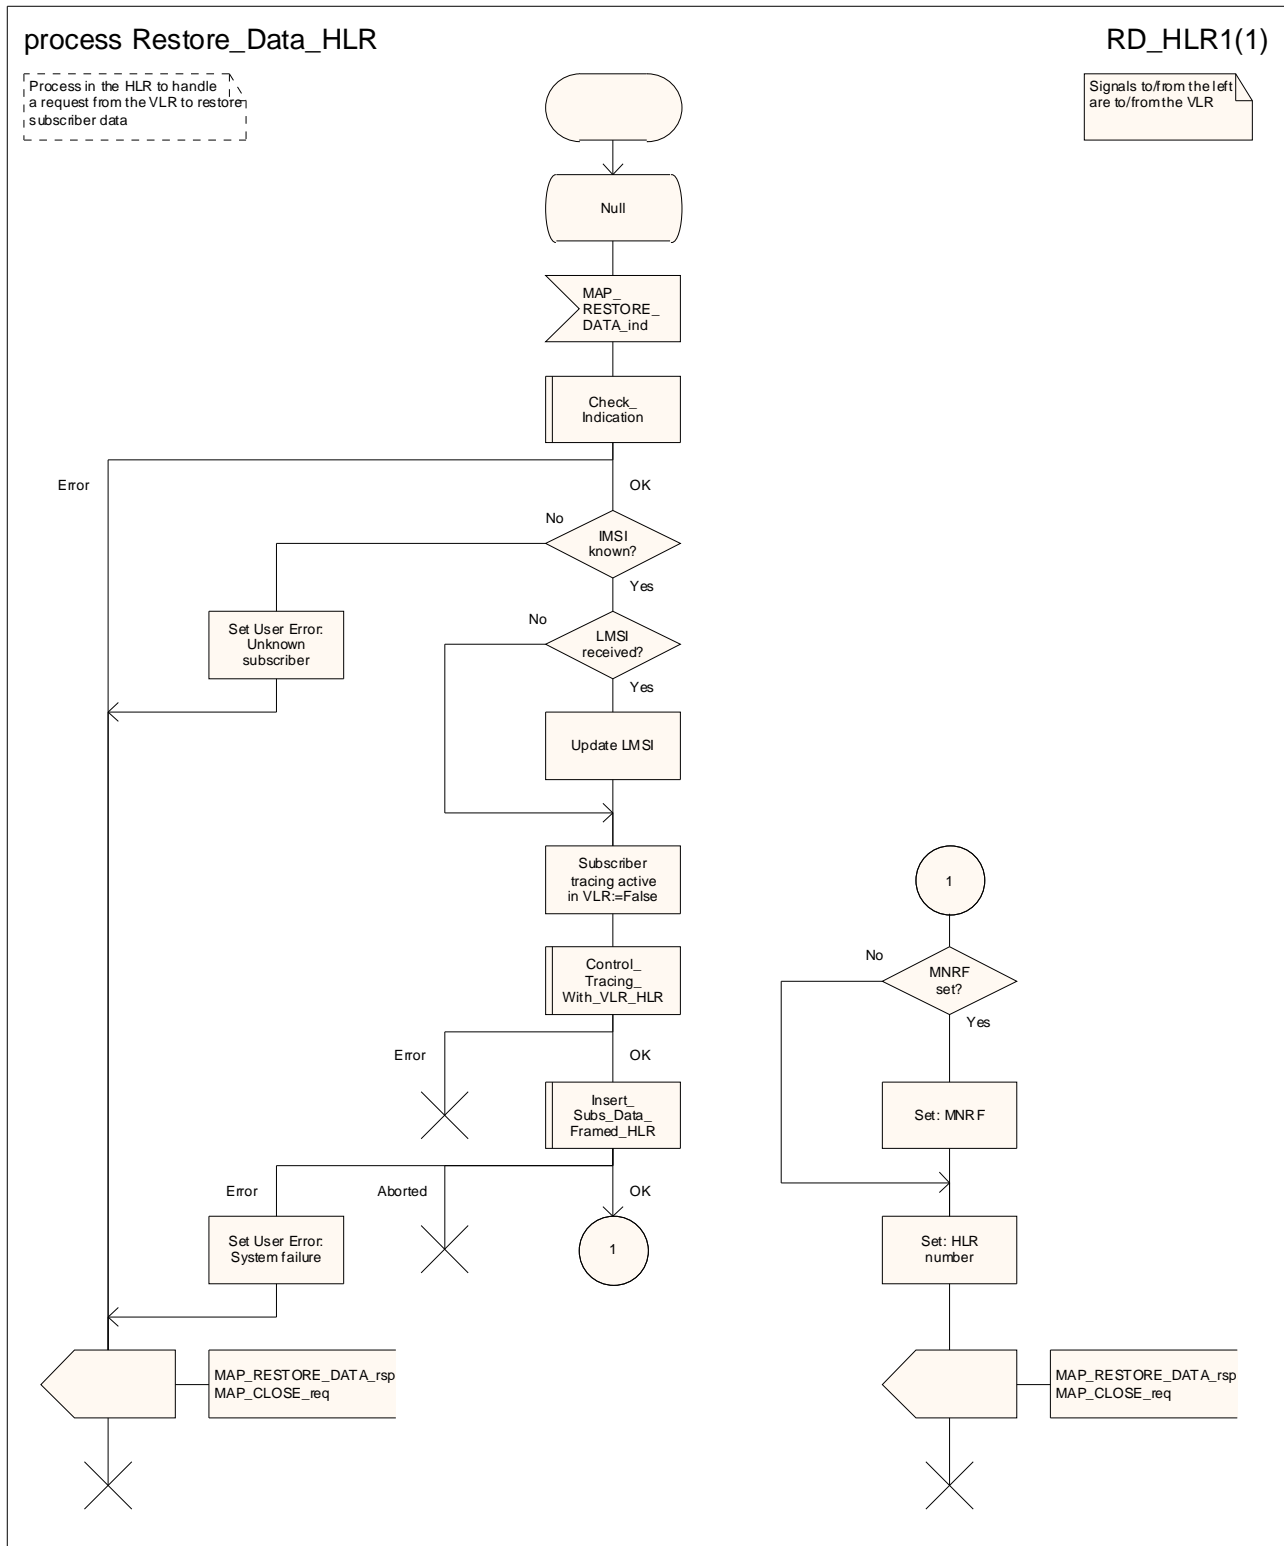 process Restore_Data_HLR
RD_HLR1(1)
Process in the HLR to handle
a request from the VLR to restore
subscriber data
Signals to/from the left
are to/from the VLR
Null
MAP_
RESTORE_
DATA_ind
Check_
Indication
Error
OK
No
IMSI
known?
Yes
Set User Error:
Unknown
subscriber
No
LMSI
received?
Yes
Update LMSI
Subscriber
tracing active
in VLR:=False
1
Control_
Tracing_
With_VLR_HLR
No
MNRF
set?
Yes
Error
OK
Insert_
Subs_Data_
Framed_HLR
Set: MNRF
Error
Aborted
OK
Set User Error:
System failure
1
Set: HLR
number
MAP_RESTORE_DATA_rsp
MAP_CLOSE_req
MAP_RESTORE_DATA_rsp
MAP_CLOSE_req